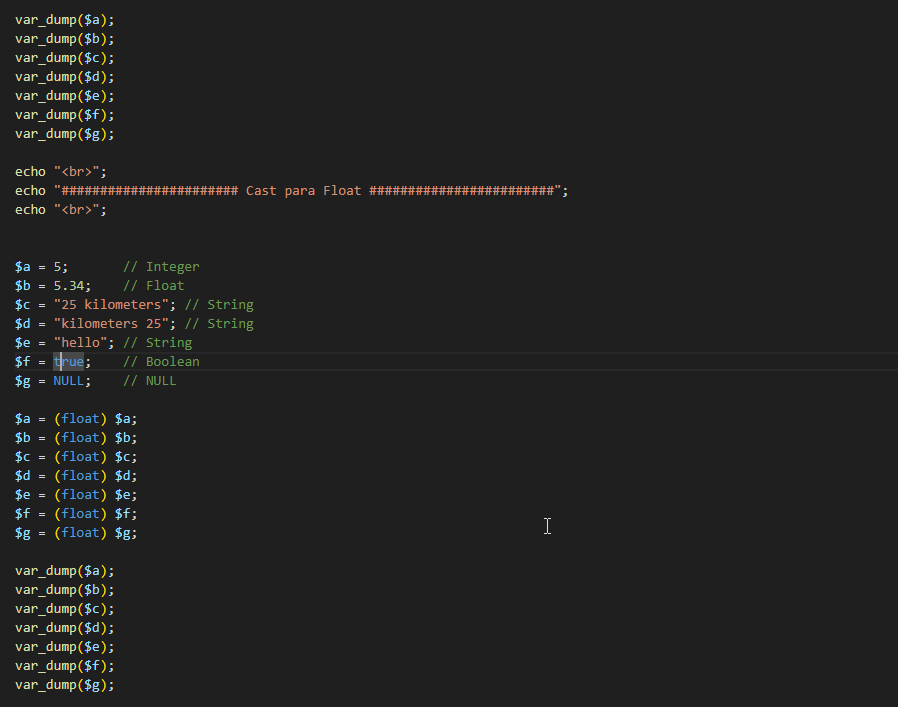 var_dump($a);
var_dump($b);
var_dump($c);
var_dump($d);
var_dump($e);
var_dump($f);
var_dump($g);
echo "<br>";
echo "####################### Cast para Float ########################";
echo "<br>";
$a = 5;       // Integer
$b = 5.34;    // Float
$c = "25 kilometers"; // String
$d = "kilometers 25"; // String
$e = "hello"; // String
$f = true;    // Boolean
$g = NULL;    // NULL
$a = (float) $a;
$b = (float) $b;
$c = (float) $c;
$d = (float) $d;
$e = (float) $e;
$f = (float) $f;
$g = (float) $g;
var_dump($a);
var_dump($b);
var_dump($c);
var_dump($d);
var_dump($e);
var_dump($f);
var_dump($g);